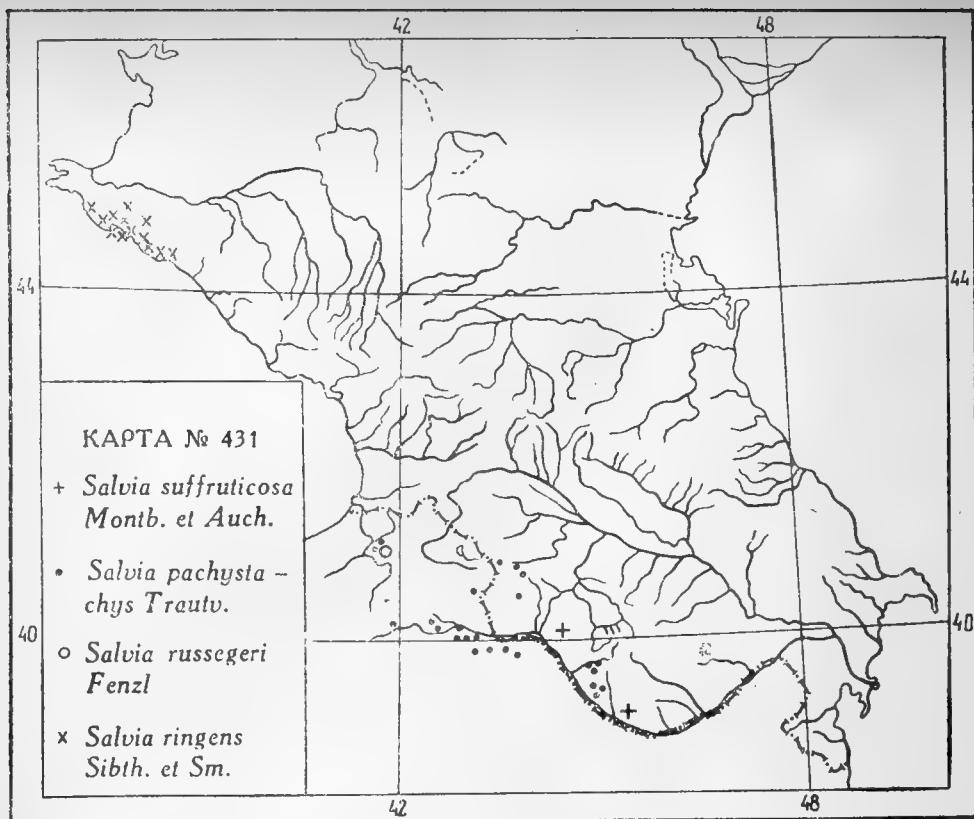 42 48
44 44
КАРТА № 431
+ Salvia suffruticosa
Montb. et Auch.
• Salvia pachysta –
chys Trautv.
40 40
○ Salvia russegeri
Fenzl
× Salvia ringens
Sibth. et Sm.
42 48